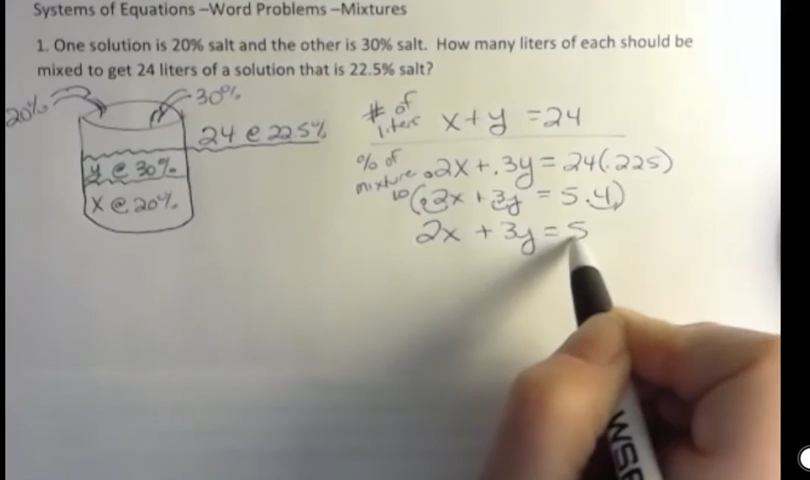 Systems of Equations –Word Problems –Mixtures
1. One solution is 20% salt and the other is 30% salt. How many liters of each should be
mixed to get 24 liters of a solution that is 22.5% salt?
20%
30%
24 @ 22.5%
y @ 30%
x @ 20%
# of
liters
x + y = 24
% of
mixture
.2x + .3y = 24(.225)
10(.2x + .3y = 5.4)
2x + 3y = 5
WSE